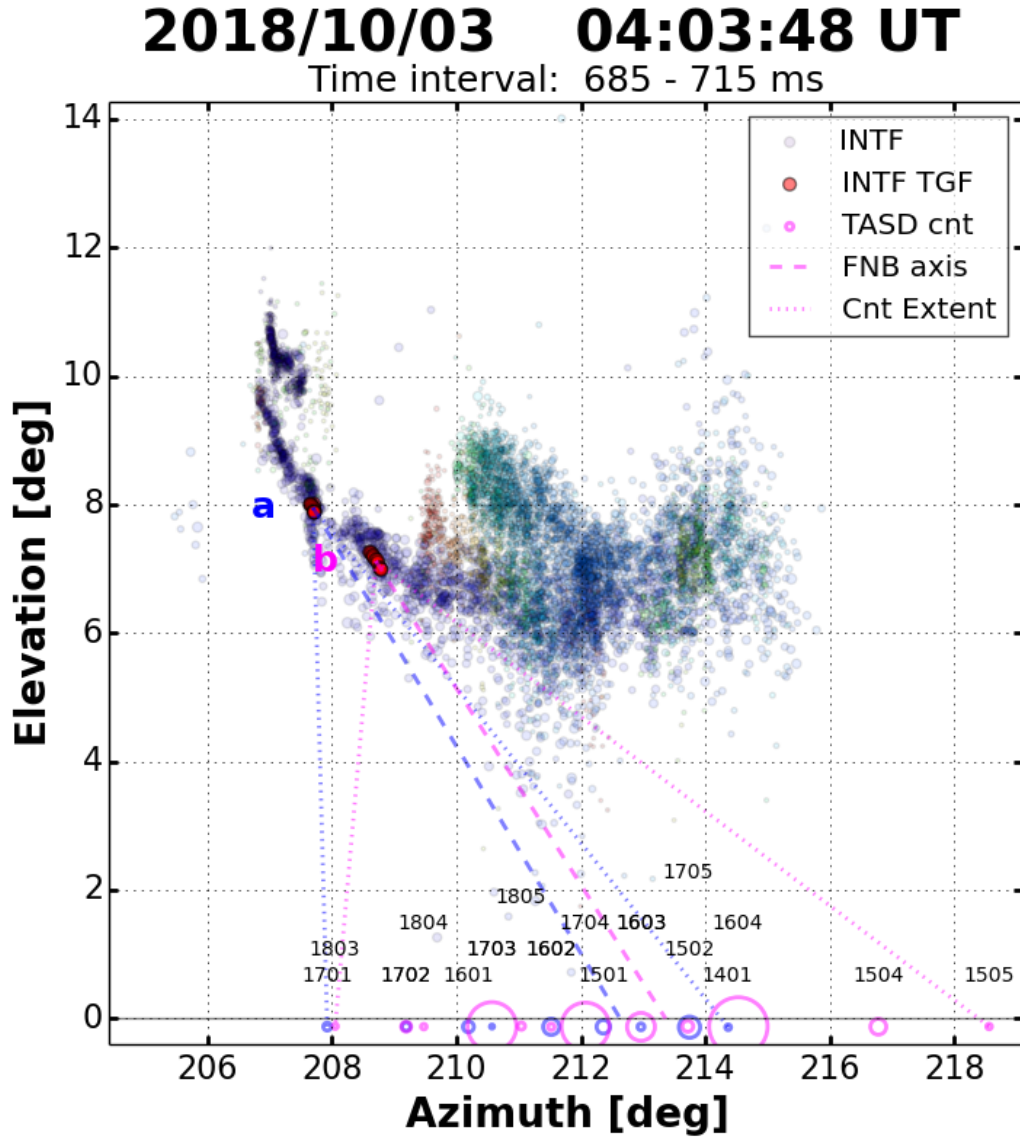 2018/10/03 04:03:48 UT
Time interval: 685 - 715 ms
INTF
INTF TGF
TASD cnt
FNB axis
Cnt Extent
Elevation [deg]
14
12
10
8
6
4
2
0
a
b
1705
1805
1804 1704 1603 1604
1803 1703 1602 1502
1701 1702 1601 1501 1401 1504 1505
206 208 210 212 214 216 218
Azimuth [deg]